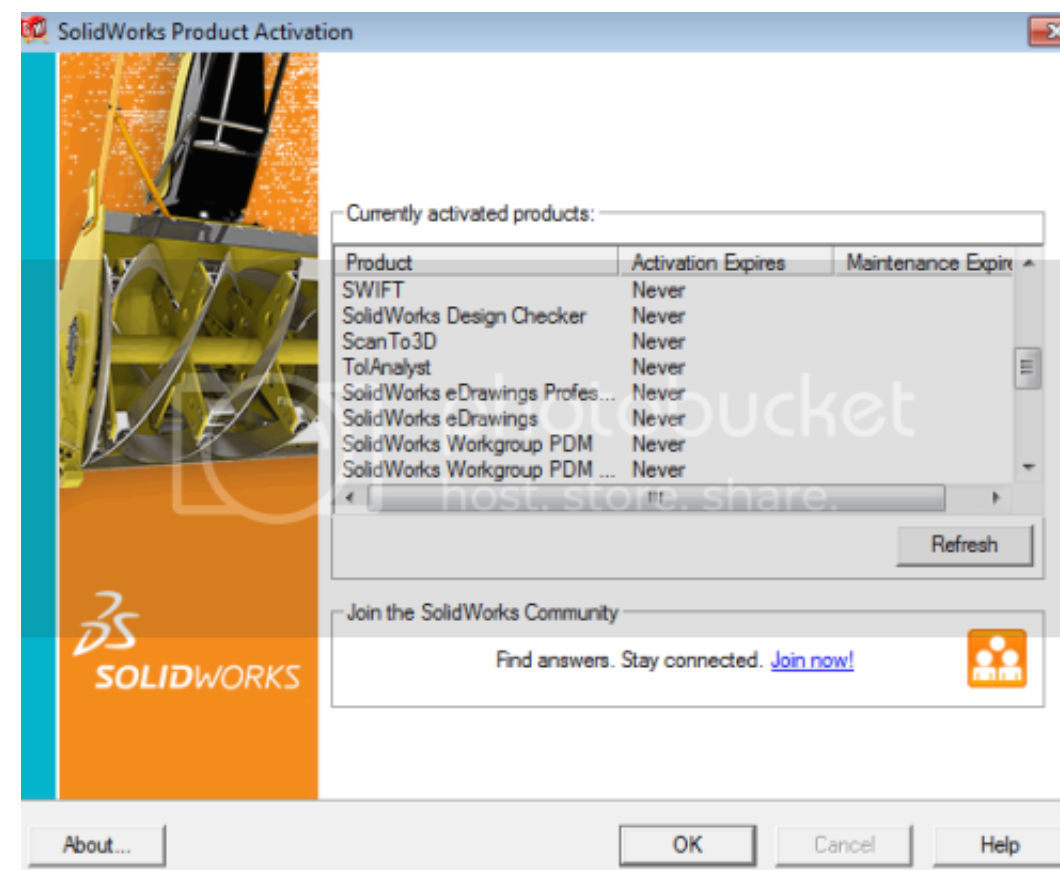 SolidWorks Product Activation
Currently activated products:
Product Activation Expires Maintenance Expire
SWIFT Never
SolidWorks Design Checker Never
ScanTo3D Never
TolAnalyst Never
SolidWorks eDrawings Profes... Never
SolidWorks eDrawings Never
SolidWorks Workgroup PDM Never
SolidWorks Workgroup PDM ... Never
photobucket
host. store. share.
Refresh
Join the SolidWorks Community
Find answers. Stay connected. Join now!
SOLIDWORKS
About... OK Cancel Help